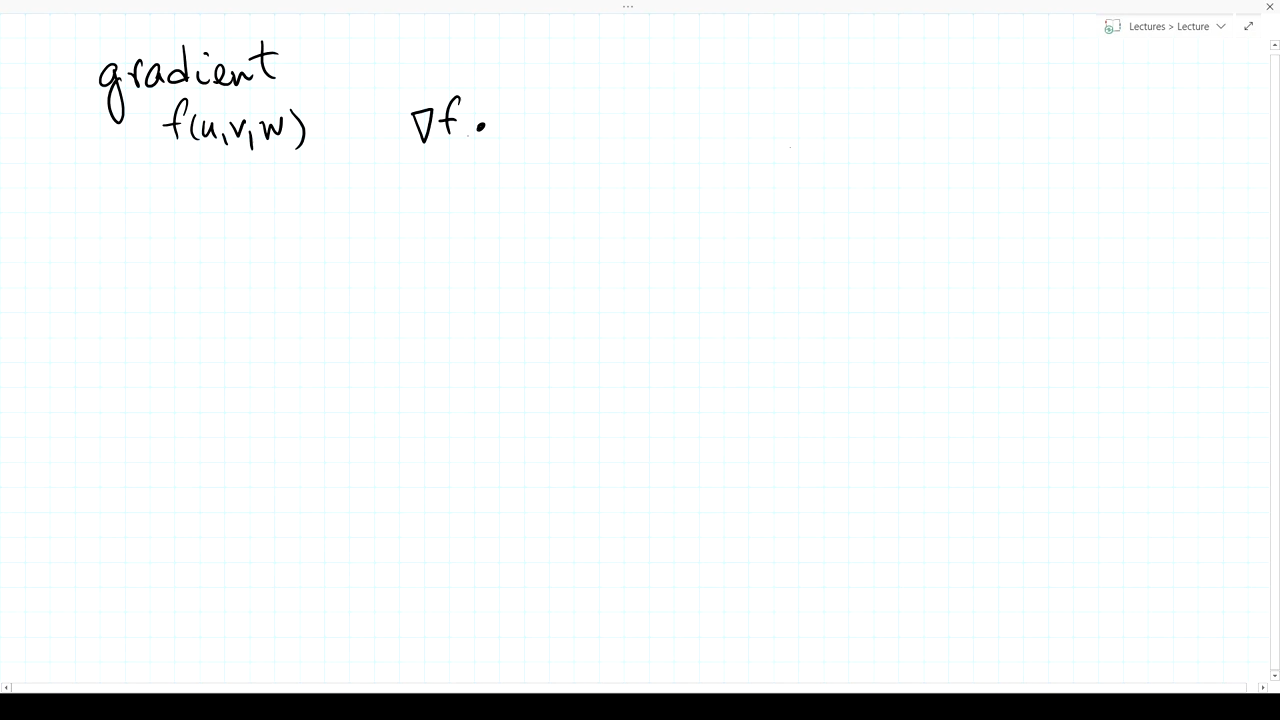 Lectures > Lecture
gradient
f(u,v,w) ∇f •